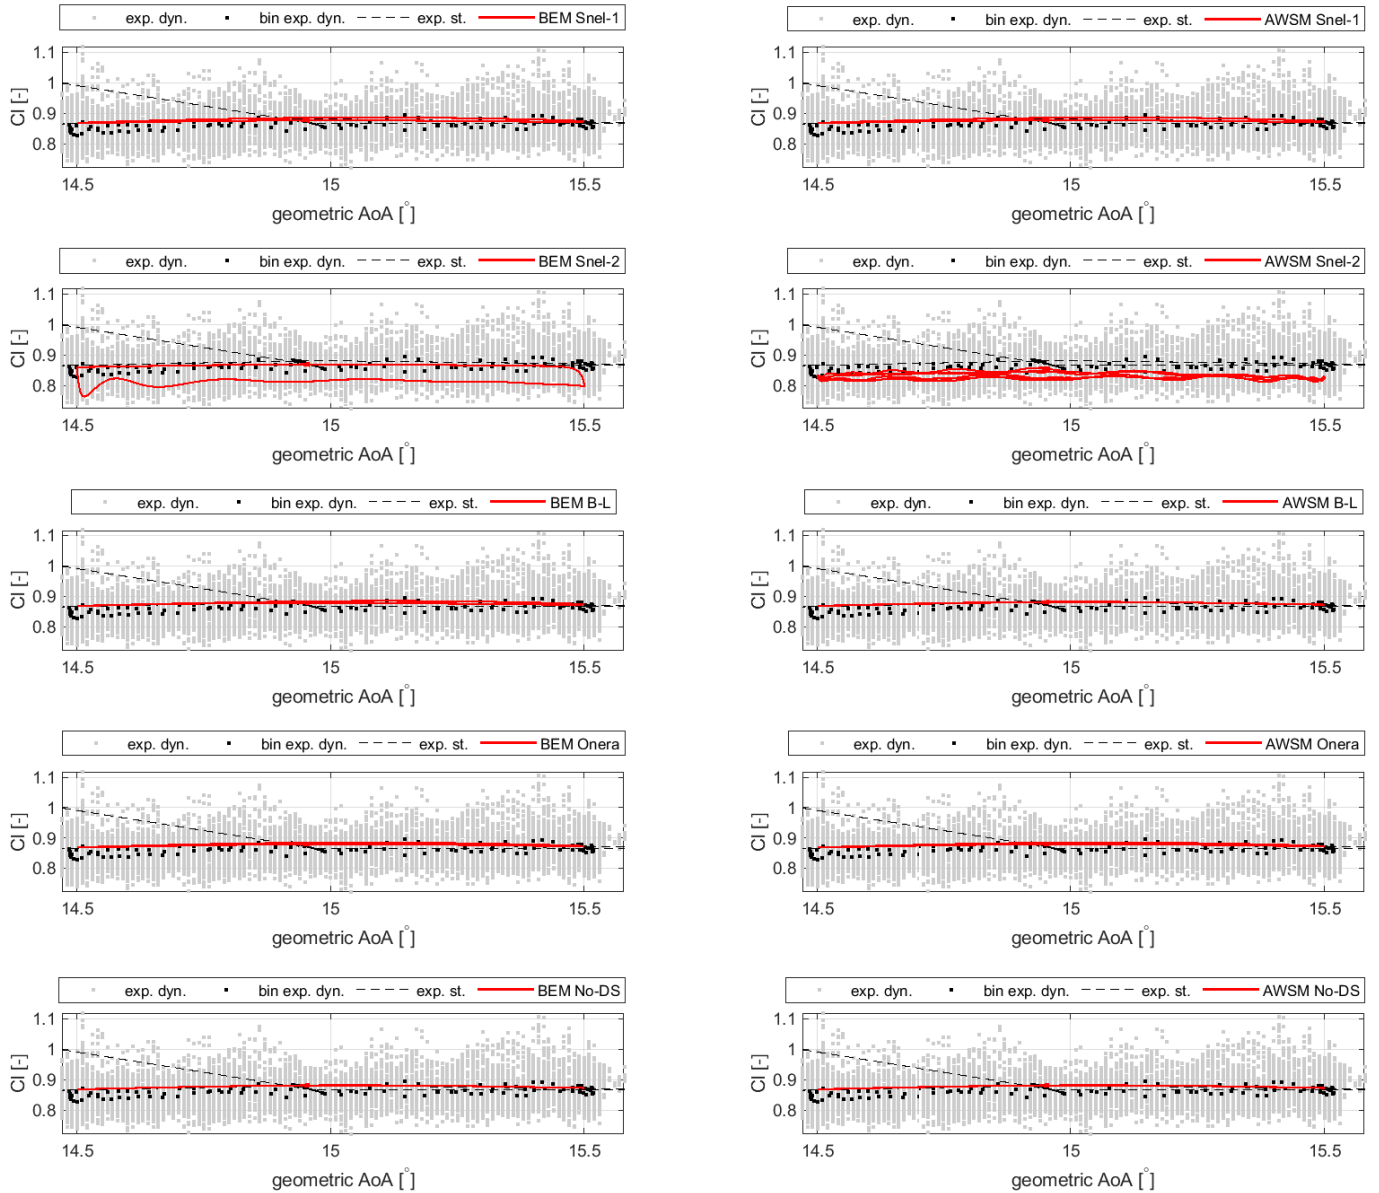 exp. dyn. bin exp. dyn. exp. st. BEM Snel-1
exp. dyn. bin exp. dyn. exp. st. AWSM Snel-1
1.1
1
0.9
0.8
Cl [-]
14.5 15 15.5
geometric AoA [°]
1.1
1
0.9
0.8
Cl [-]
14.5 15 15.5
geometric AoA [°]
exp. dyn. bin exp. dyn. exp. st. BEM Snel-2
exp. dyn. bin exp. dyn. exp. st. AWSM Snel-2
1.1
1
0.9
0.8
Cl [-]
14.5 15 15.5
geometric AoA [°]
1.1
1
0.9
0.8
Cl [-]
14.5 15 15.5
geometric AoA [°]
exp. dyn. bin exp. dyn. exp. st. BEM B-L
exp. dyn. bin exp. dyn. exp. st. AWSM B-L
1.1
1
0.9
0.8
Cl [-]
14.5 15 15.5
geometric AoA [°]
1.1
1
0.9
0.8
Cl [-]
14.5 15 15.5
geometric AoA [°]
exp. dyn. bin exp. dyn. exp. st. BEM Onera
exp. dyn. bin exp. dyn. exp. st. AWSM Onera
1.1
1
0.9
0.8
Cl [-]
14.5 15 15.5
geometric AoA [°]
1.1
1
0.9
0.8
Cl [-]
14.5 15 15.5
geometric AoA [°]
exp. dyn. bin exp. dyn. exp. st. BEM No-DS
exp. dyn. bin exp. dyn. exp. st. AWSM No-DS
1.1
1
0.9
0.8
Cl [-]
14.5 15 15.5
geometric AoA [°]
1.1
1
0.9
0.8
Cl [-]
14.5 15 15.5
geometric AoA [°]